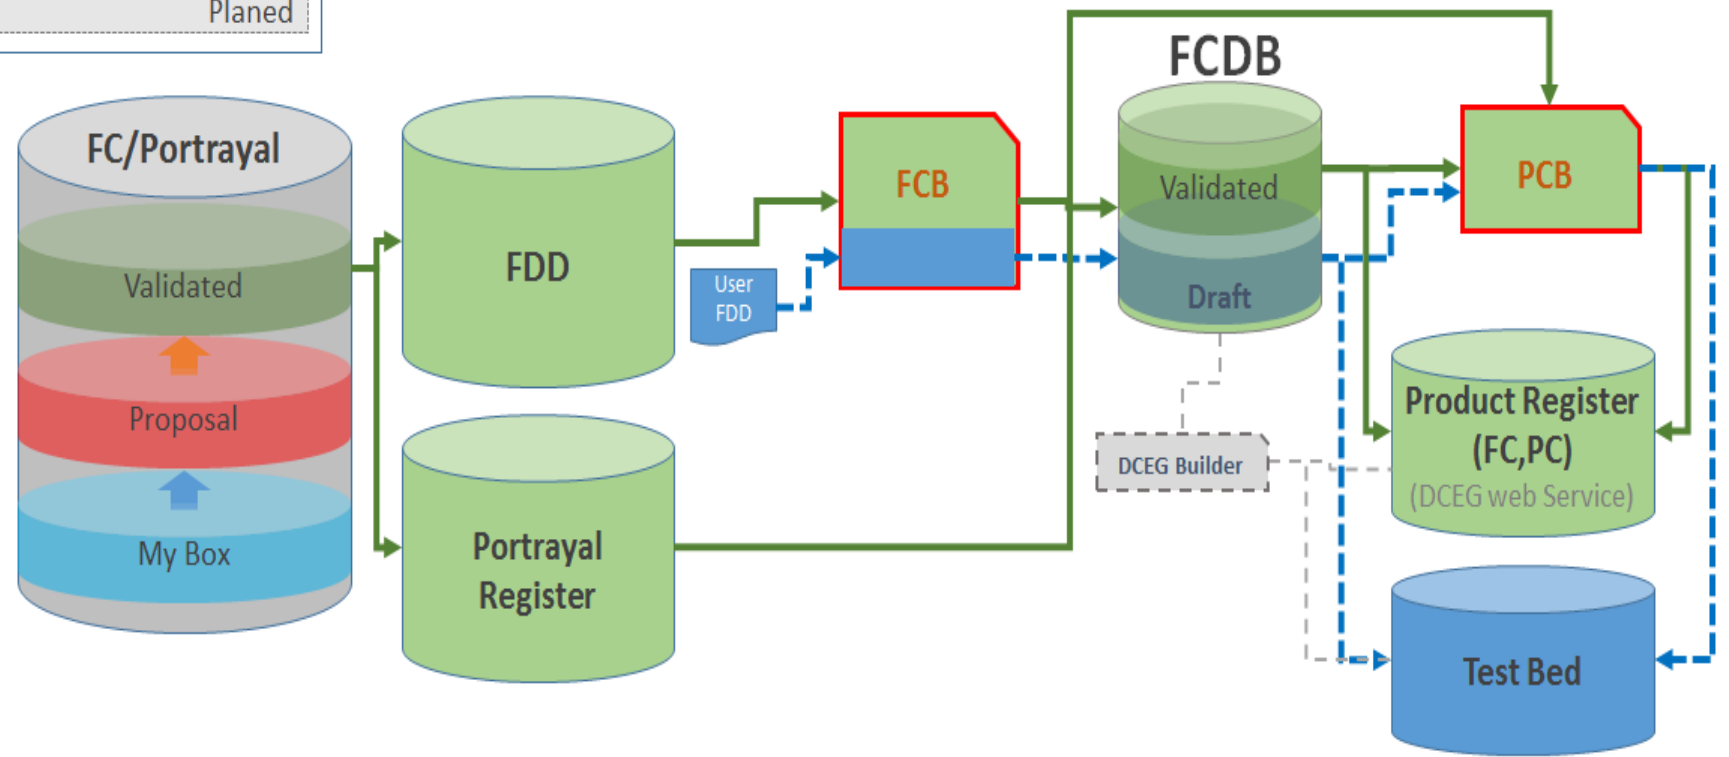 Planed
FC/Portrayal
Validated
Proposal
My Box
FDD
Portrayal
Register
User
FDD
FCB
FCDB
Validated
Draft
PCB
DCEG Builder
Product Register
(FC,PC)
(DCEG web Service)
Test Bed